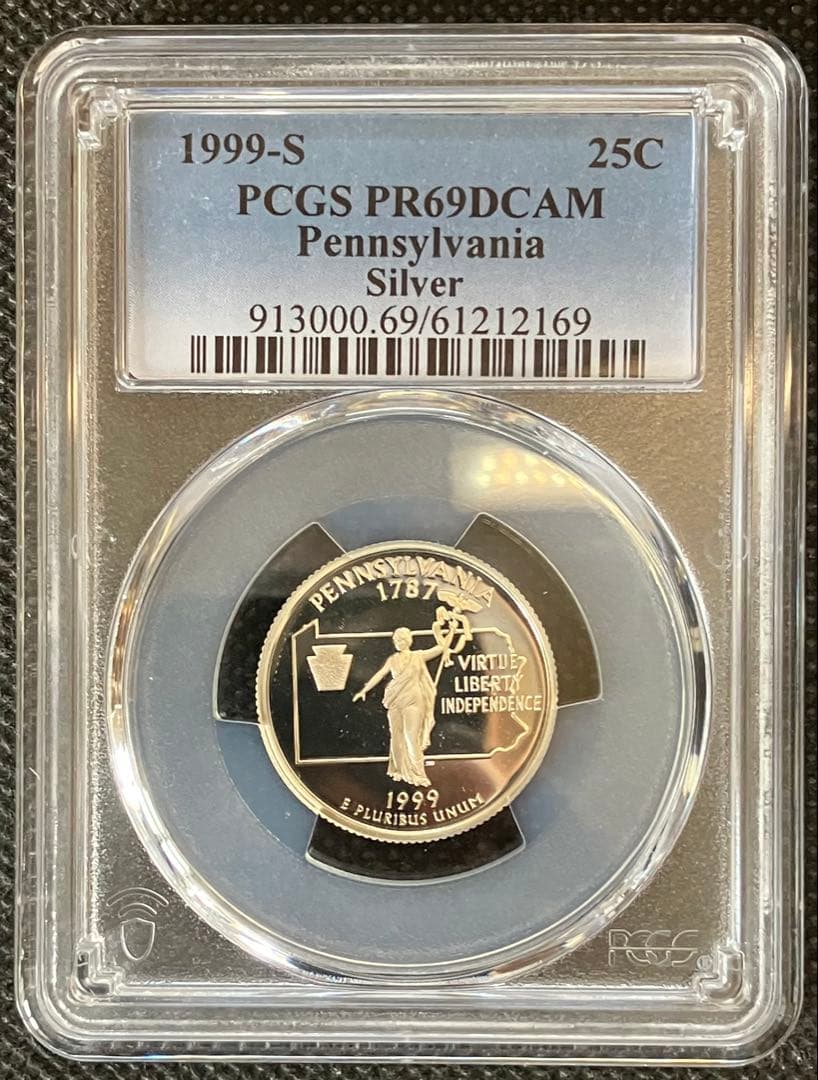 1999-S 25C
PCGS PR69DCAM
Pennsylvania
Silver
913000.69/61212169
PENNSYLVANIA
1787
VIRTUE
LIBERTY
INDEPENDENCE
1999
E PLURIBUS UNUM
PCGS